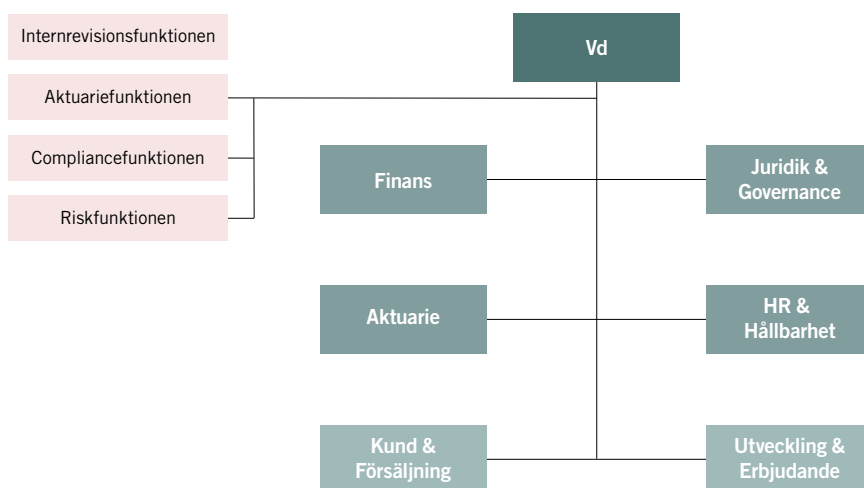 Internrevisionsfunktionen
Aktuariefunktionen
Compliancefunktionen
Riskfunktionen
Vd
Finans
Juridik &
Governance
Aktuarie
HR &
Hållbarhet
Kund &
Försäljning
Utveckling &
Erbjudande